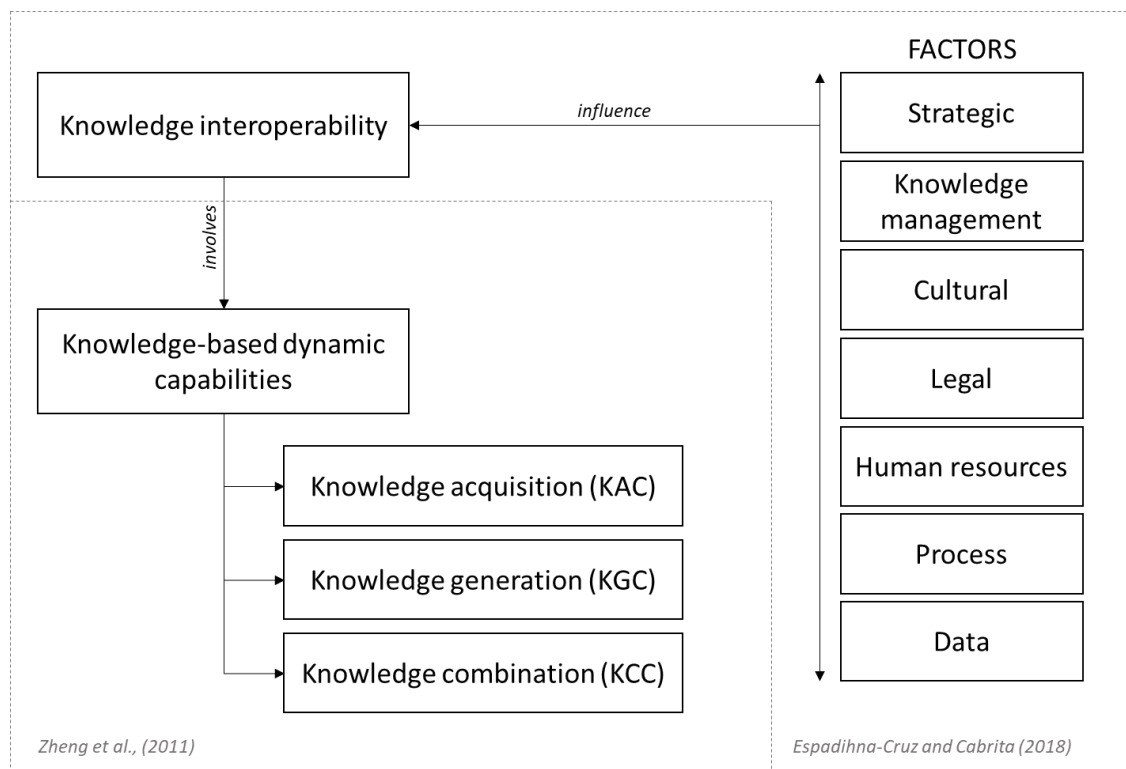 FACTORS
Knowledge interoperability
influence
Strategic
Knowledge
management
involves
Cultural
Knowledge-based dynamic
capabilities
Legal
Human resources
Knowledge acquisition (KAC)
Process
Knowledge generation (KGC)
Data
Knowledge combination (KCC)
Zheng et al., (2011)
Espadihna-Cruz and Cabrita (2018)